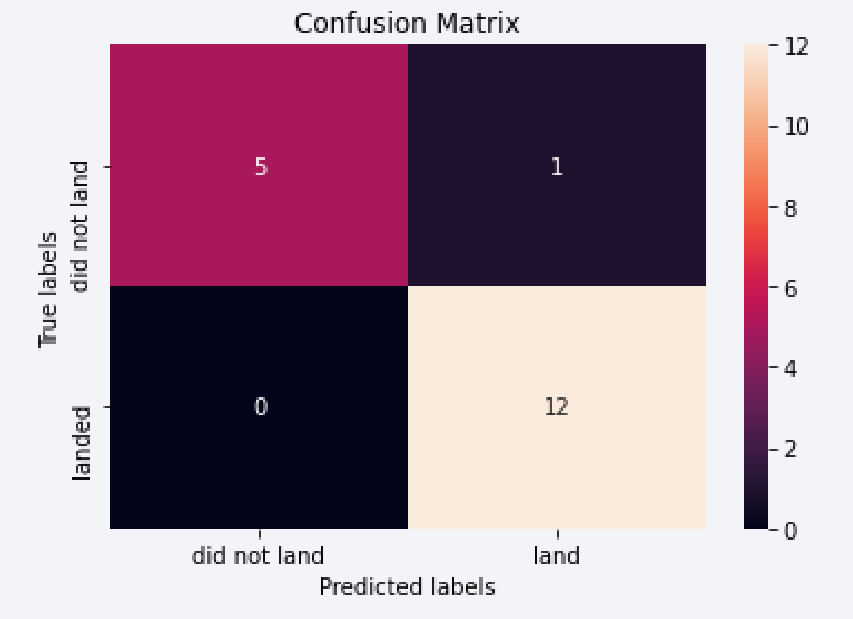 Confusion Matrix
True labels
did not land
landed
5
1
0
12
did not land
land
Predicted labels
12
10
8
6
4
2
0